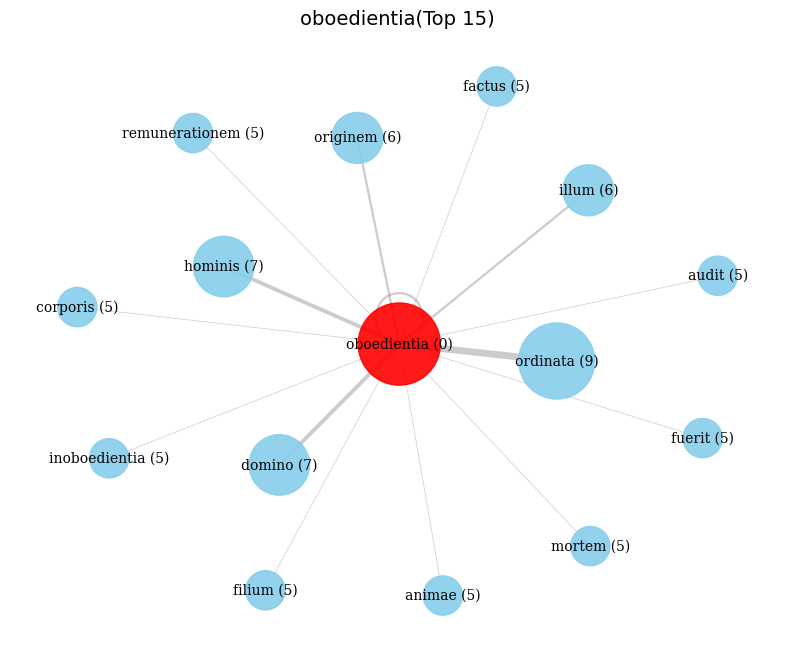 oboedientia(Top 15)
factus (5)
remunerationem (5)
originem (6)
illum (6)
hominis (7)
audit (5)
corporis (5)
oboedientia (0)
ordinata (9)
fuerit (5)
inoboedientia (5)
domino (7)
mortem (5)
filium (5)
animae (5)